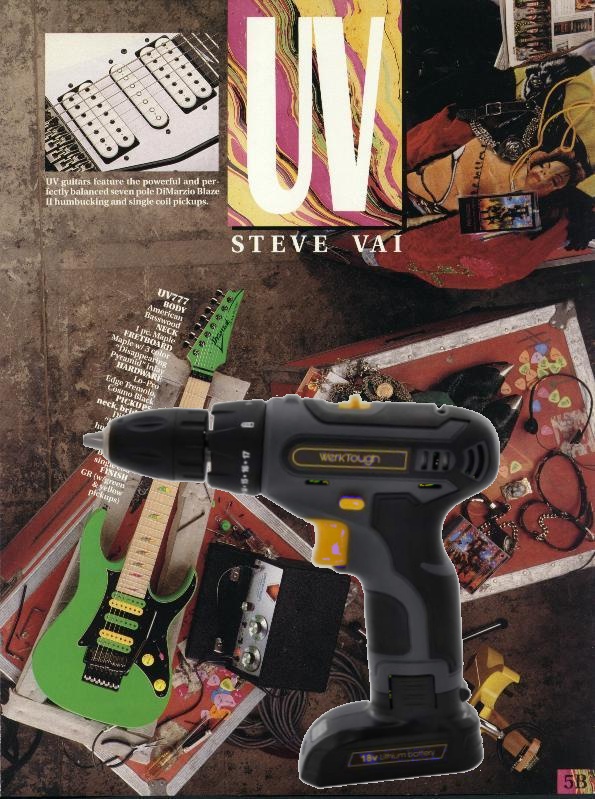 UV
STEVE VAI
UV guitars feature the powerful and per-
fectly balanced seven pole DiMarzio Blaze
II humbucking and single coil pickups.
UV777
BODY
American
Basswood
NECK
1 pc. Maple
FRETBOARD
Maple w/ 3 color
"Disappearing
Pyramid" inlay
HARDWARE
Lo-Pro
Edge Tremolo,
Cosmo Black
PICKUPS
FINISH
GR (w/green
& yellow
pickups)
Ibanez
WerkTough
18v Lithium battery
5B